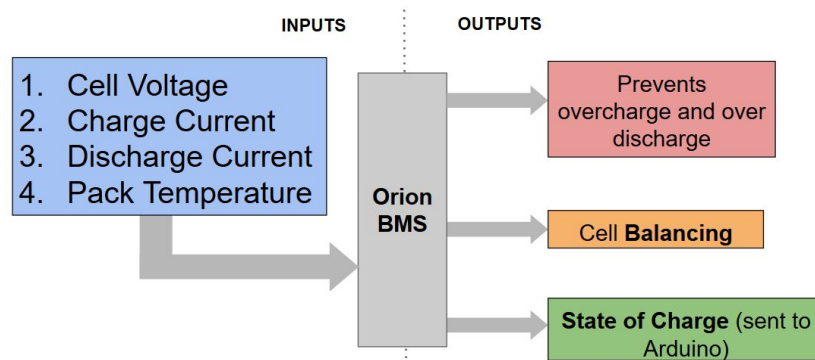 INPUTS
OUTPUTS
1. Cell Voltage
2. Charge Current
3. Discharge Current
4. Pack Temperature
Orion
BMS
Prevents
overcharge and over
discharge
Cell Balancing
State of Charge (sent to
Arduino)